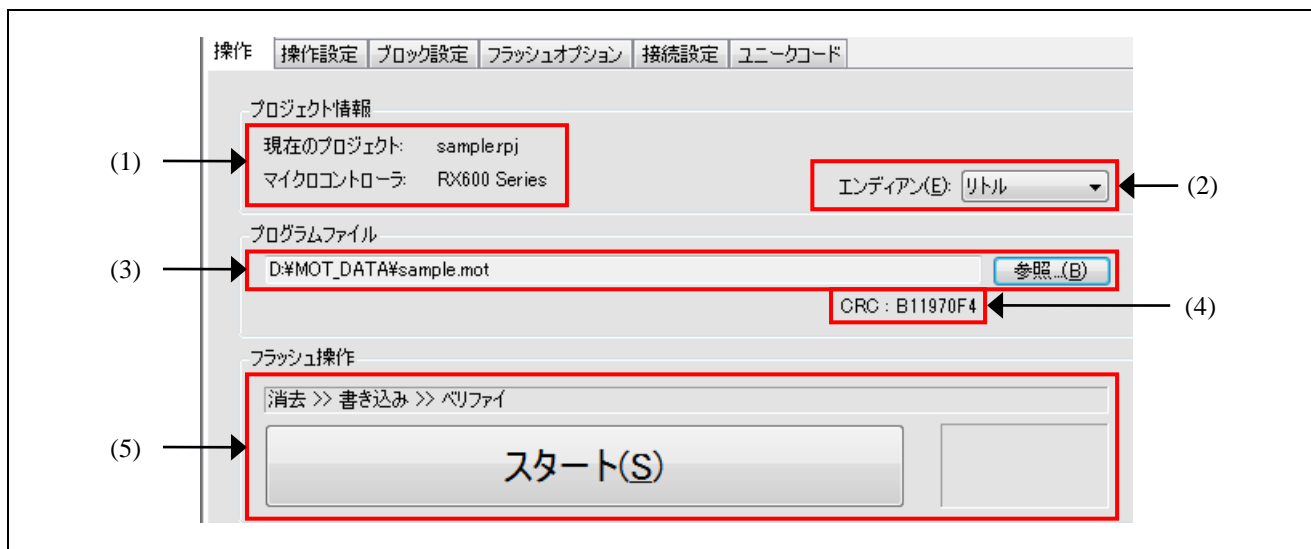 操作 操作設定 ブロック設定 フラッシュオプション 接続設定 ユニークコード
プロジェクト情報
(1)
現在のプロジェクト: sample.rpj
マイクロコントローラ: RX600 Series
エンディアン(E): リトル
(2)
プログラムファイル
(3)
D:¥MOT_DATA¥sample.mot
参照...(B)
CRC : B11970F4
(4)
フラッシュ操作
消去 >> 書き込み >> ベリファイ
(5)
スタート(S)